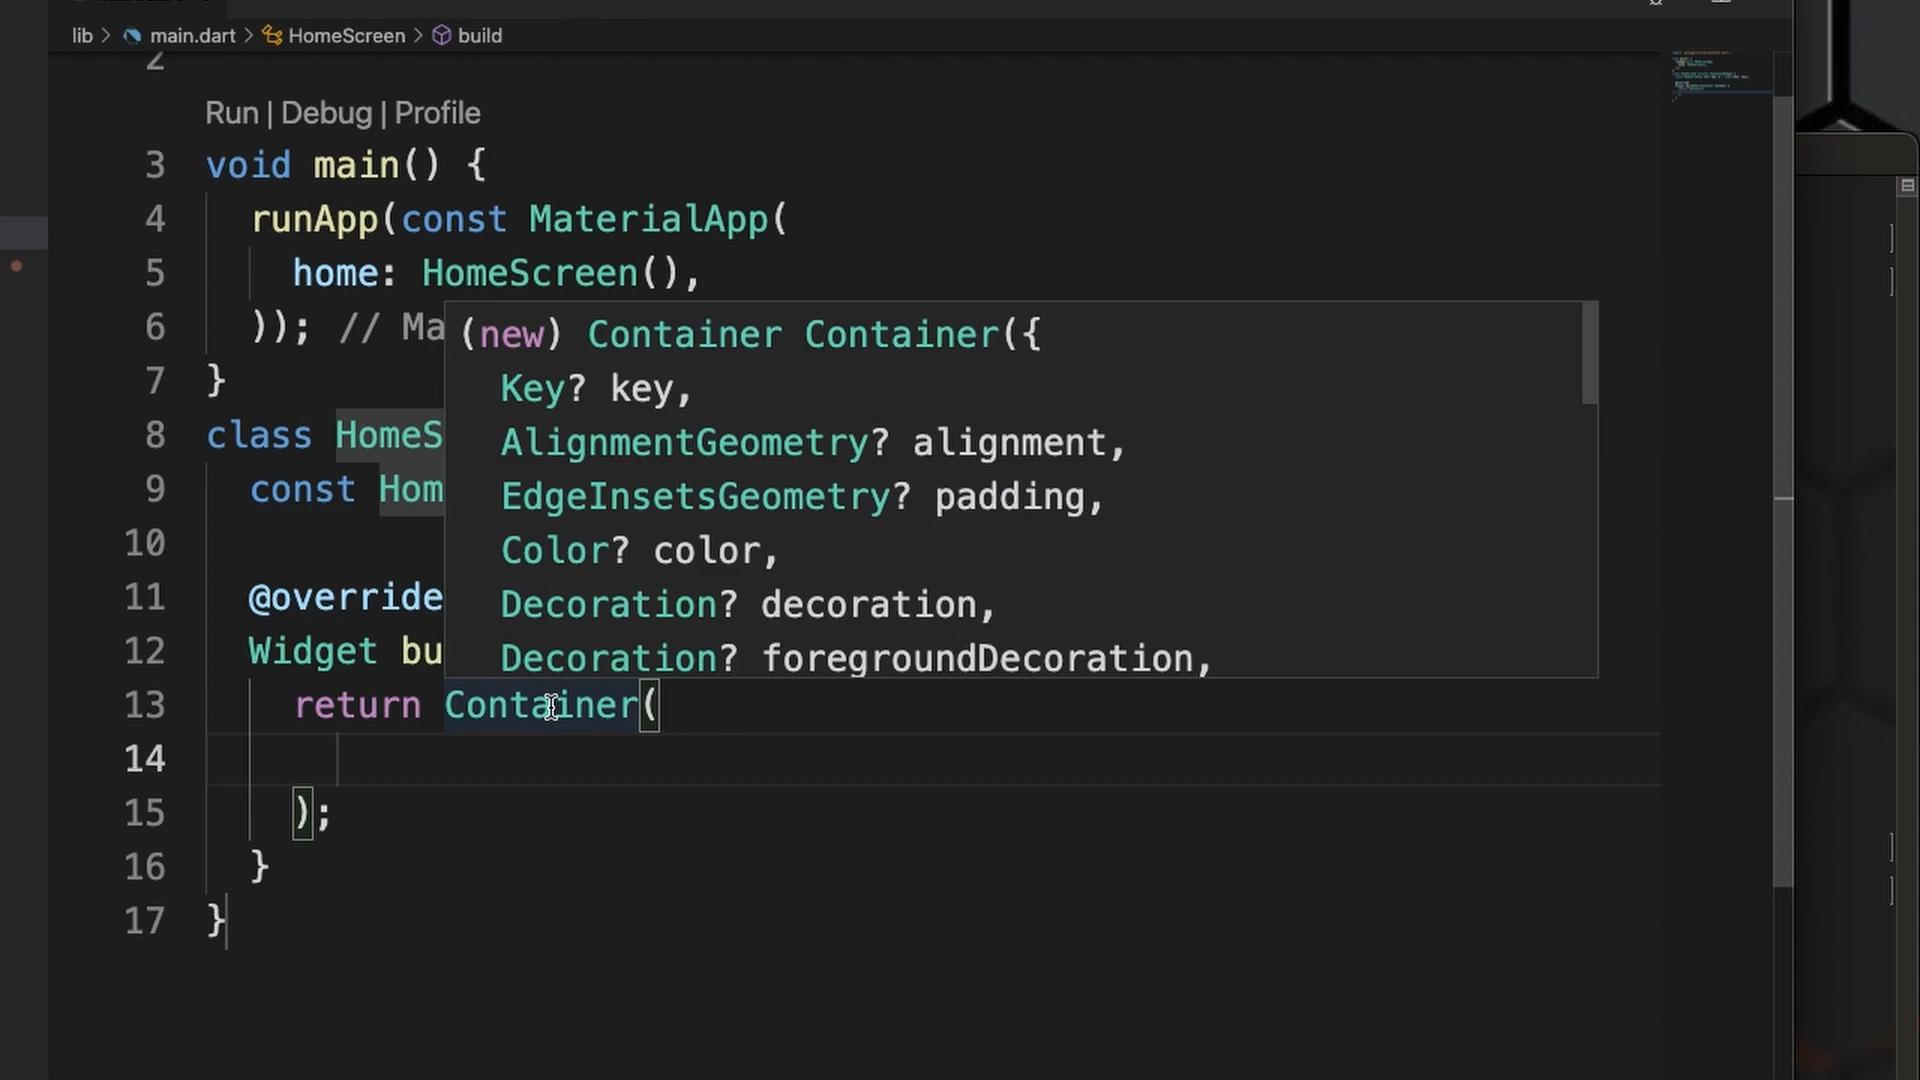 lib > main.dart > HomeScreen > build
2
Run | Debug | Profile
3 void main() {
4 runApp(const MaterialApp(
5 home: HomeScreen(),
6 )); // Ma
7 }
8 class HomeS
9 const Hom
10
11 @override
12 Widget bu
(new) Container Container({
Key? key,
AlignmentGeometry? alignment,
EdgeInsetsGeometry? padding,
Color? color,
Decoration? decoration,
Decoration? foregroundDecoration,
13 return Container(
14
15 );
16 }
17 }
]
]
]
]